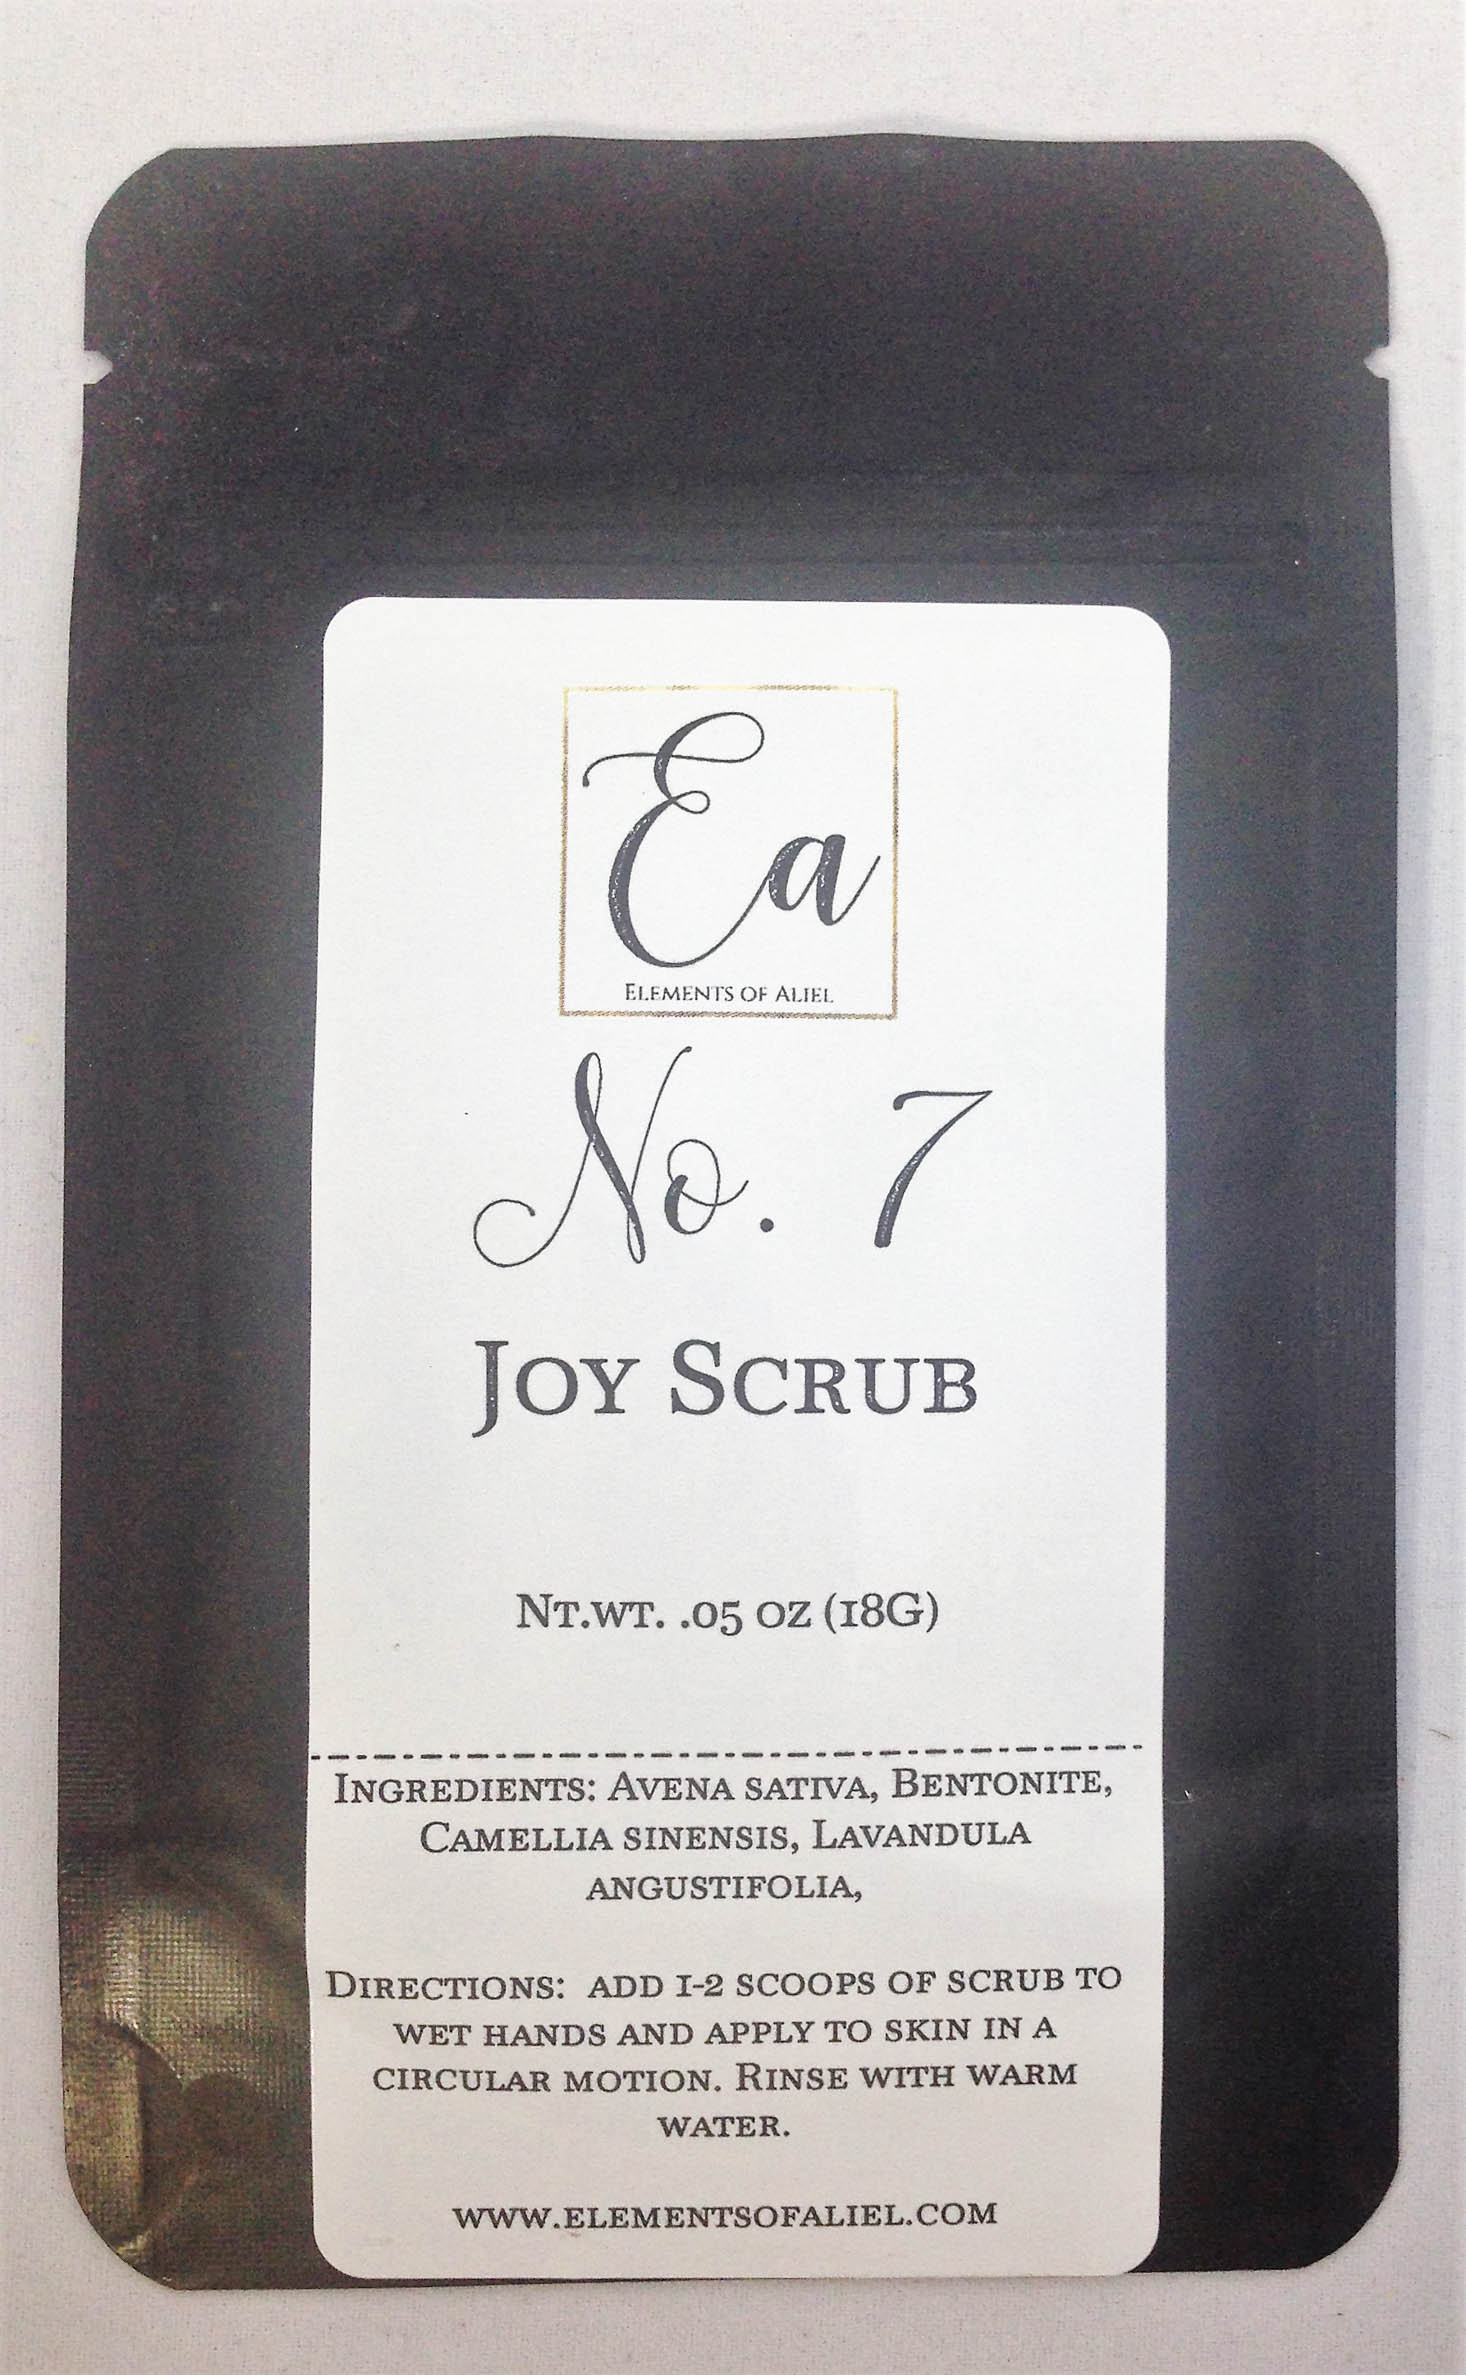 Ea
ELEMENTS OF ALIEL
No. 7
JOY SCRUB
NT.WT. .05 OZ (18G)
INGREDIENTS: AVENA SATIVA, BENTONITE,
CAMELLIA SINENSIS, LAVANDULA
ANGUSTIFOLIA,
DIRECTIONS: ADD 1-2 SCOOPS OF SCRUB TO
WET HANDS AND APPLY TO SKIN IN A
CIRCULAR MOTION. RINSE WITH WARM
WATER.
WWW.ELEMENTSOFALIEL.COM